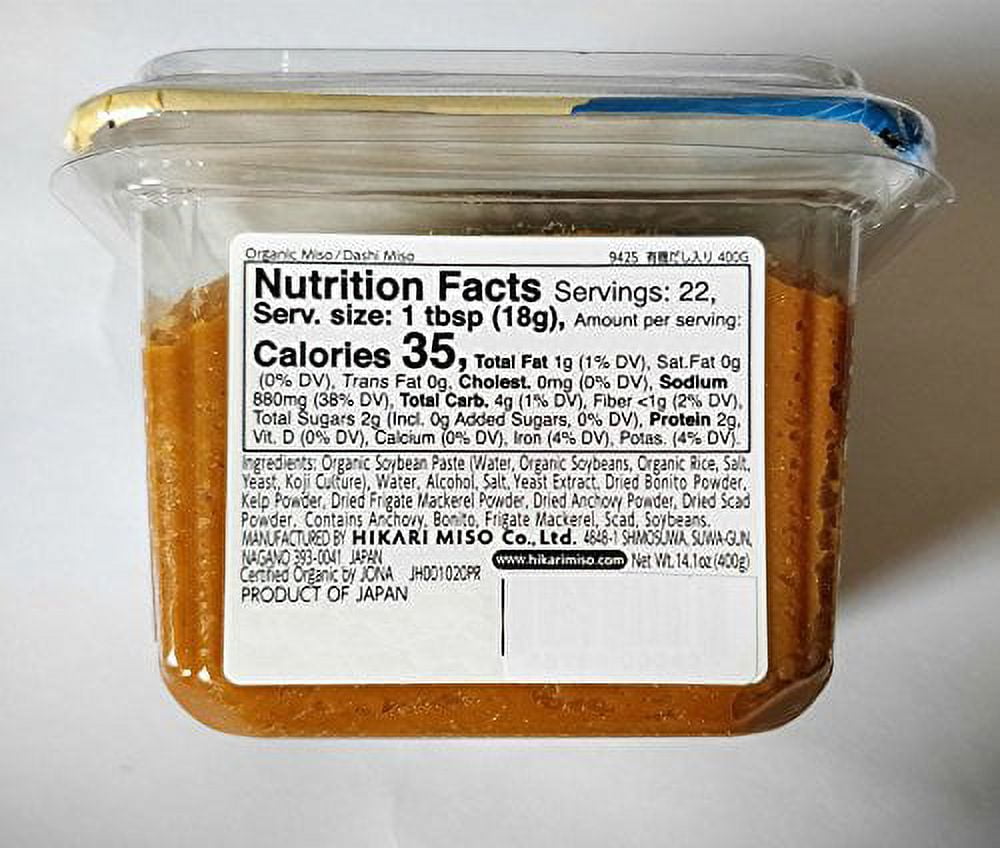 Organic Miso/Dashi Miso 9425 有機だし入り 400G
Nutrition Facts Servings: 22,
Serv. size: 1 tbsp (18g), Amount per serving:
Calories 35, Total Fat 1g (1% DV), Sat.Fat 0g
(0% DV), Trans Fat 0g, Cholest. 0mg (0% DV), Sodium
880mg (38% DV), Total Carb. 4g (1% DV), Fiber <1g (2% DV),
Total Sugars 2g (Incl. 0g Added Sugars, 0% DV), Protein 2g,
Vit. D (0% DV), Calcium (0% DV), Iron (4% DV), Potas. (4% DV).
Ingredients: Organic Soybean Paste (Water, Organic Soybeans, Organic Rice, Salt,
Yeast, Koji Culture), Water, Alcohol, Salt, Yeast Extract, Dried Bonito Powder,
Kelp Powder, Dried Frigate Mackerel Powder, Dried Anchovy Powder, Dried Scad
Powder, Contains Anchovy, Bonito, Frigate Mackerel, Scad, Soybeans.
MANUFACTURED BY HIKARI MISO Co., Ltd. 4848-1 SHIMOSUWA, SUWA-GUN,
NAGANO 393-0041 JAPAN www.hikarimiso.com Net Wt. 14.1oz (400g)
Certified Organic by JONA JH001020PR
PRODUCT OF JAPAN